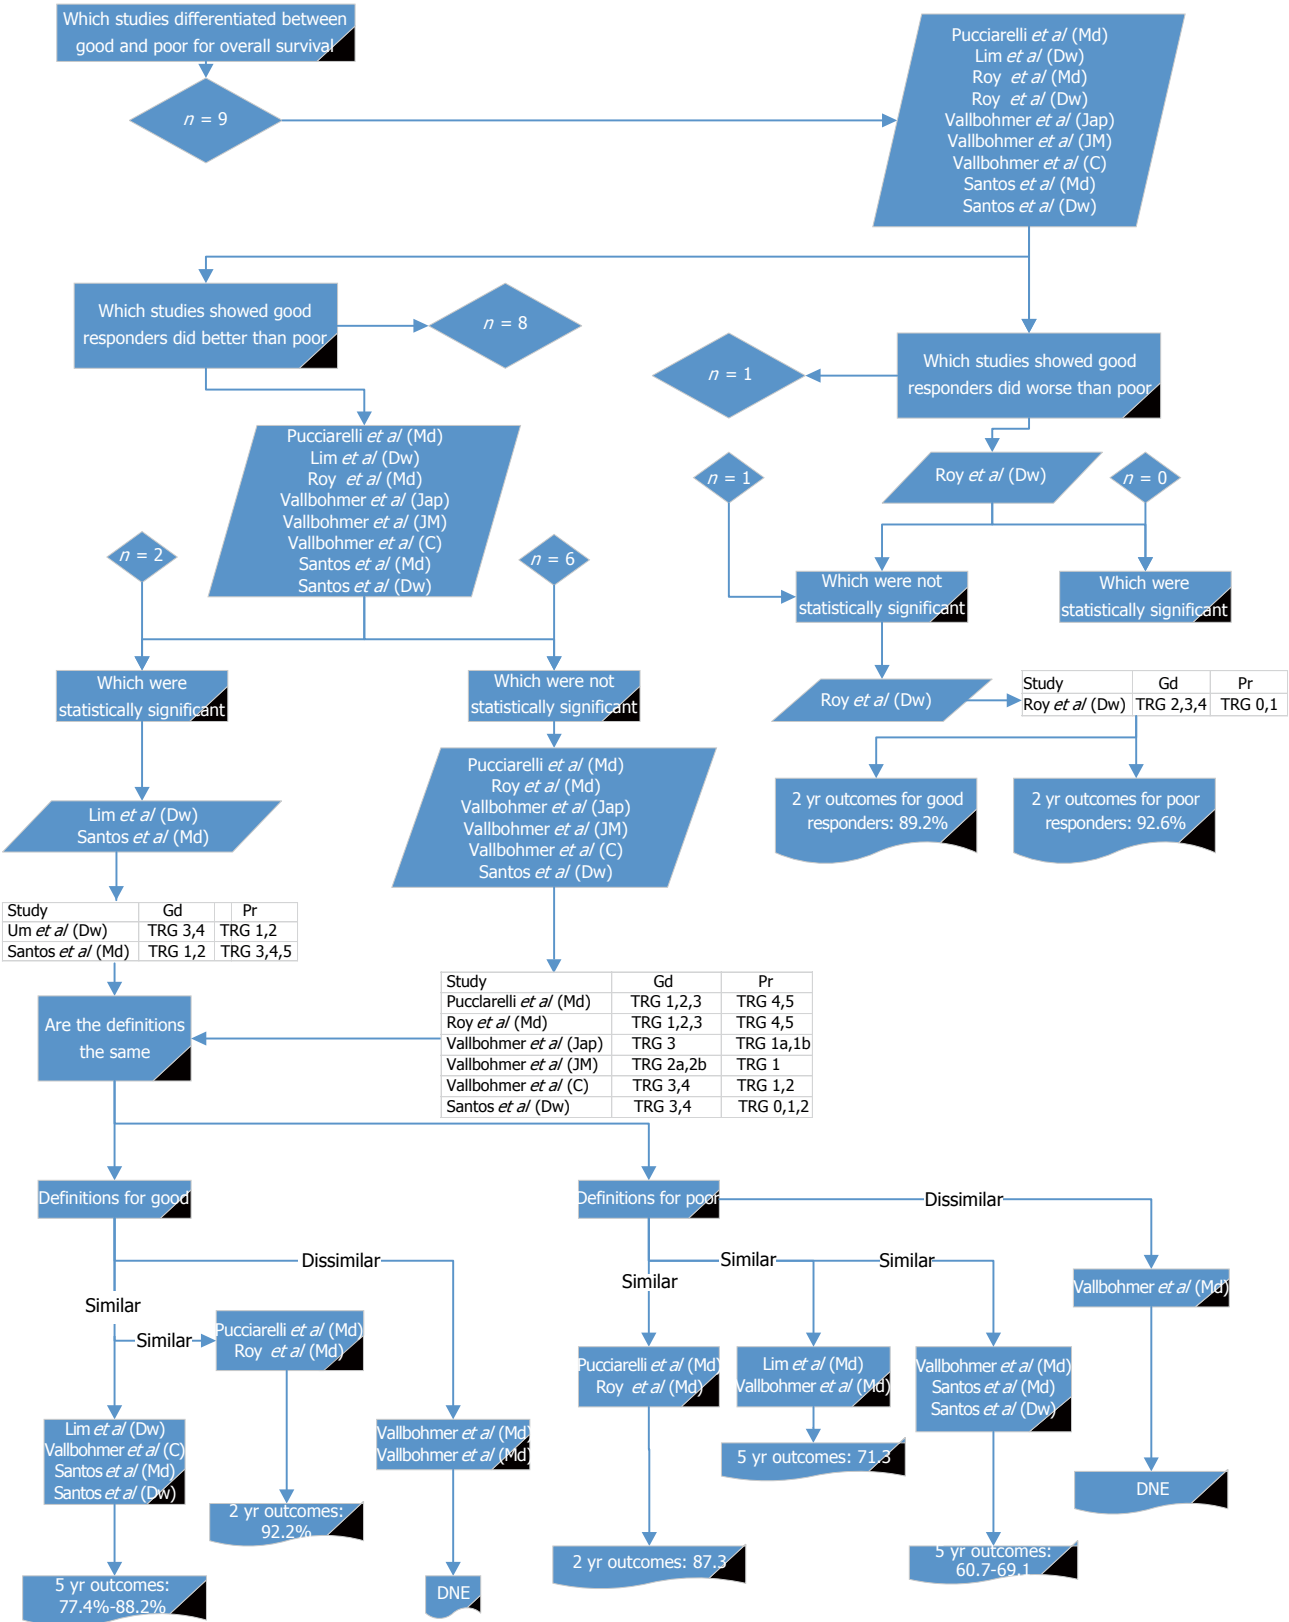 Which studies differentiated between
good and poor for overall survival
n = 9
Pucciarelli et al (Md)
Lim et al (Dw)
Roy et al (Md)
Roy et al (Dw)
Vallbohmer et al (Jap)
Vallbohmer et al (JM)
Vallbohmer et al (C)
Santos et al (Md)
Santos et al (Dw)
Which studies showed good
responders did better than poor
n = 8
Which studies showed good
responders did worse than poor
n = 1
Pucciarelli et al (Md)
Lim et al (Dw)
Roy et al (Md)
Vallbohmer et al (Jap)
Vallbohmer et al (JM)
Vallbohmer et al (C)
Santos et al (Md)
Santos et al (Dw)
n = 2
n = 6
Roy et al (Dw)
n = 1
n = 0
Which were not
statistically significant
Which were
statistically significant
Which were
statistically significant
Which were not
statistically significant
Roy et al (Dw)
Study Gd Pr
Roy et al (Dw) TRG 2,3,4 TRG 0,1
2 yr outcomes for good
responders: 89.2%
2 yr outcomes for poor
responders: 92.6%
Lim et al (Dw)
Santos et al (Md)
Pucciarelli et al (Md)
Roy et al (Md)
Vallbohmer et al (Jap)
Vallbohmer et al (JM)
Vallbohmer et al (C)
Santos et al (Dw)
Study Gd Pr
Um et al (Dw) TRG 3,4 TRG 1,2
Santos et al (Md) TRG 1,2 TRG 3,4,5
Study Gd Pr
Pucclarelli et al (Md) TRG 1,2,3 TRG 4,5
Roy et al (Md) TRG 1,2,3 TRG 4,5
Vallbohmer et al (Jap) TRG 3 TRG 1a,1b
Vallbohmer et al (JM) TRG 2a,2b TRG 1
Vallbohmer et al (C) TRG 3,4 TRG 1,2
Santos et al (Dw) TRG 3,4 TRG 0,1,2
Are the definitions
the same
Definitions for good
Definitions for poor
Dissimilar
Dissimilar
Similar
Similar
Similar
Similar
Similar
Vallbohmer et al (Md)
Pucciarelli et al (Md)
Roy et al (Md)
Pucciarelli et al (Md)
Roy et al (Md)
Lim et al (Md)
Vallbohmer et al (Md)
Vallbohmer et al (Md)
Santos et al (Md)
Santos et al (Dw)
Lim et al (Dw)
Vallbohmer et al (C)
Santos et al (Md)
Santos et al (Dw)
Vallbohmer et al (Md)
Vallbohmer et al (Md)
5 yr outcomes: 71.3
DNE
2 yr outcomes:
92.2%
2 yr outcomes: 87.3
5 yr outcomes:
60.7-69.1
5 yr outcomes:
77.4%-88.2%
DNE